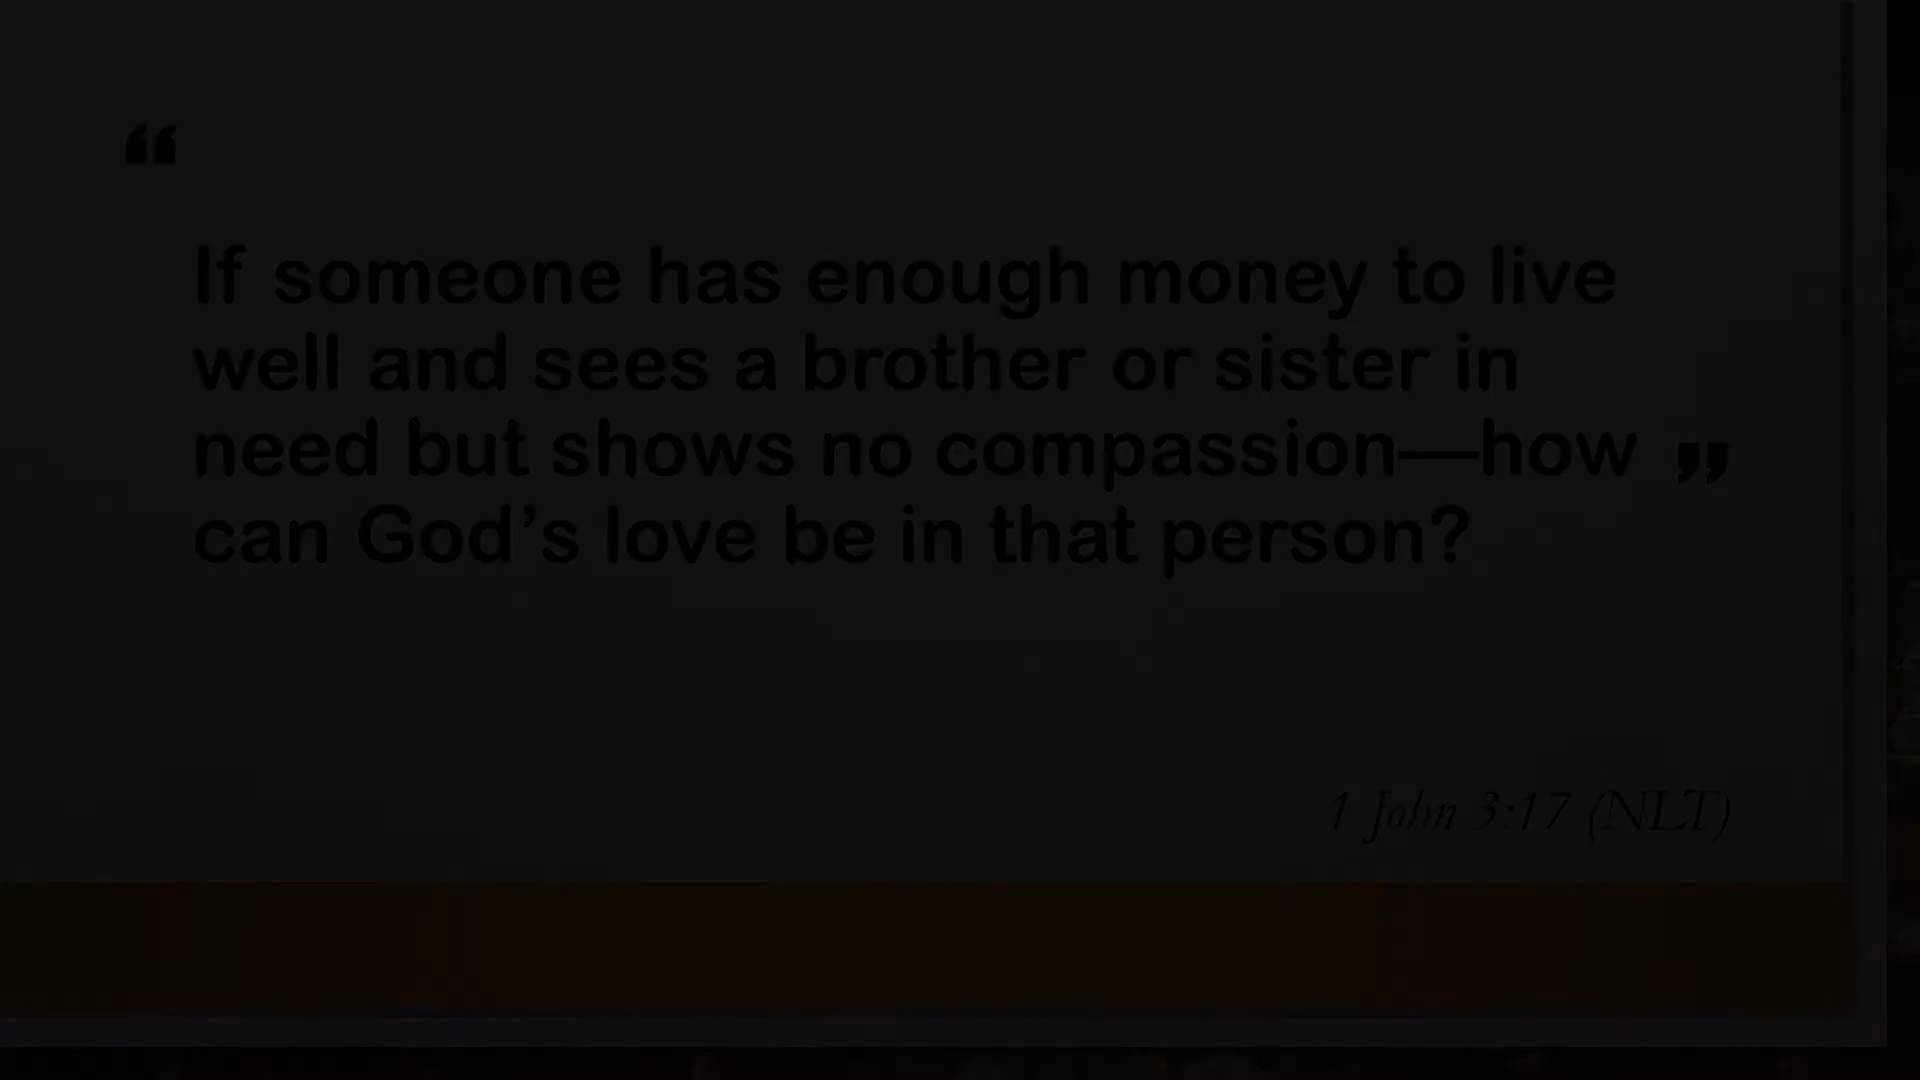 “
If someone has enough money to live
well and sees a brother or sister in
need but shows no compassion—how ”
can God’s love be in that person?
1 John 3:17 (NLT)